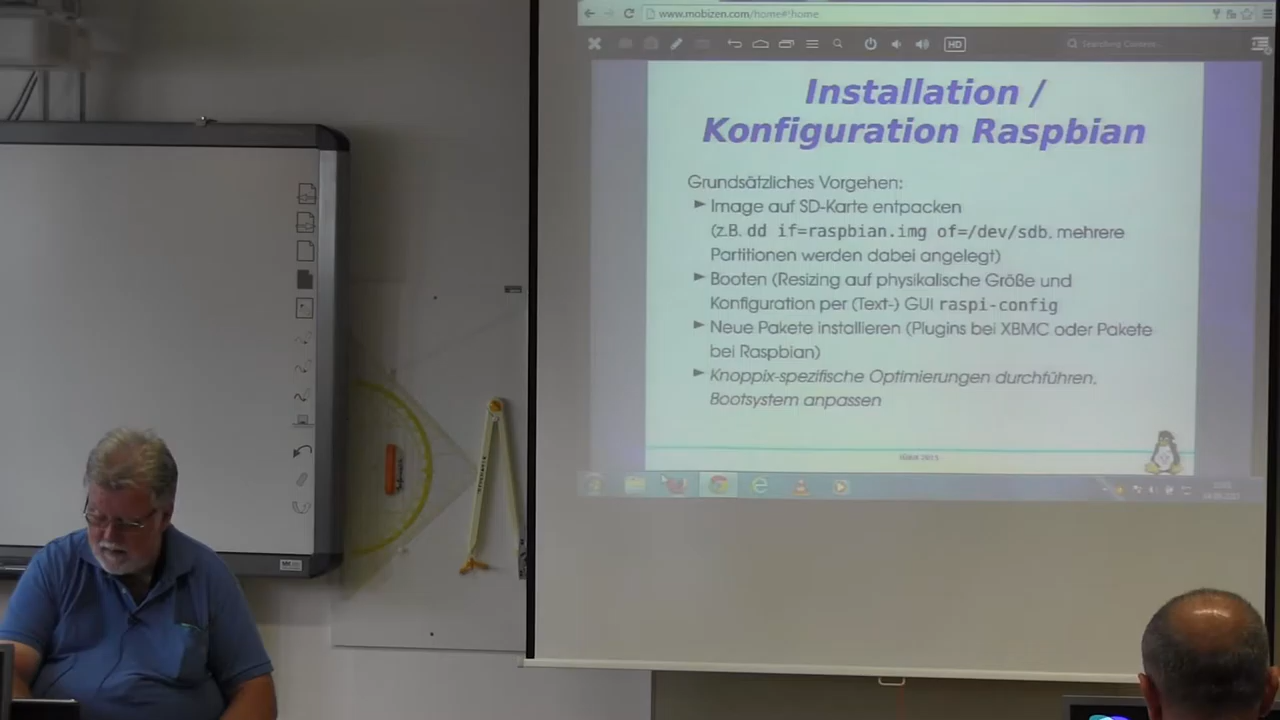 www.mobizen.com/home#!home
HD
Installation /
Konfiguration Raspbian
Grundsätzliches Vorgehen:
Image auf SD-Karte entpacken
(z.B. dd if=raspbian.img of=/dev/sdb, mehrere
Partitionen werden dabei angelegt)
Booten (Resizing auf physikalische Größe und
Konfiguration per (Text-) GUI raspi-config
Neue Pakete installieren (Plugins bei XBMC oder Pakete
bei Raspbian)
Knoppix-spezifische Optimierungen durchführen,
Bootsystem anpassen